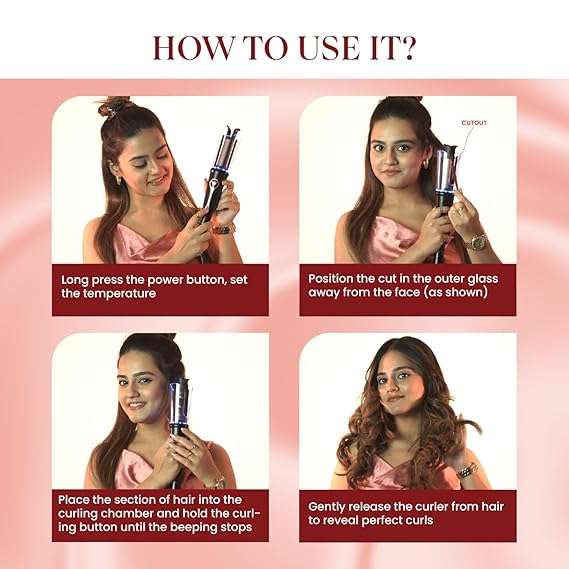 HOW TO USE IT?
CUTOUT
Long press the power button, set
the temperature
Position the cut in the outer glass
away from the face (as shown)
Place the section of hair into the
curling chamber and hold the curl-
ing button until the beeping stops
Gently release the curler from hair
to reveal perfect curls